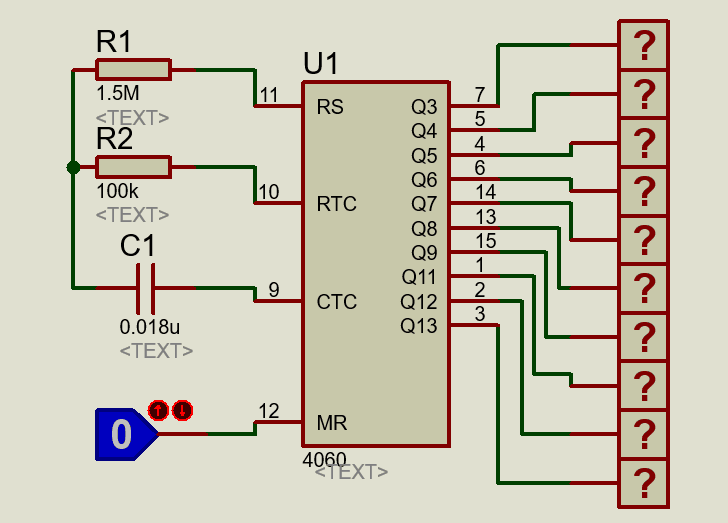 R1
1.5M
<TEXT>
R2
100k
<TEXT>
C1
0.018u
<TEXT>
0
U1
11 RS Q3 7
Q4 5
Q5 4
Q6 6
10 RTC Q7 14
Q8 13
Q9 15
Q11 1
9 CTC Q12 2
Q13 3
12 MR
4060
<TEXT>
?
?
?
?
?
?
?
?
?
?